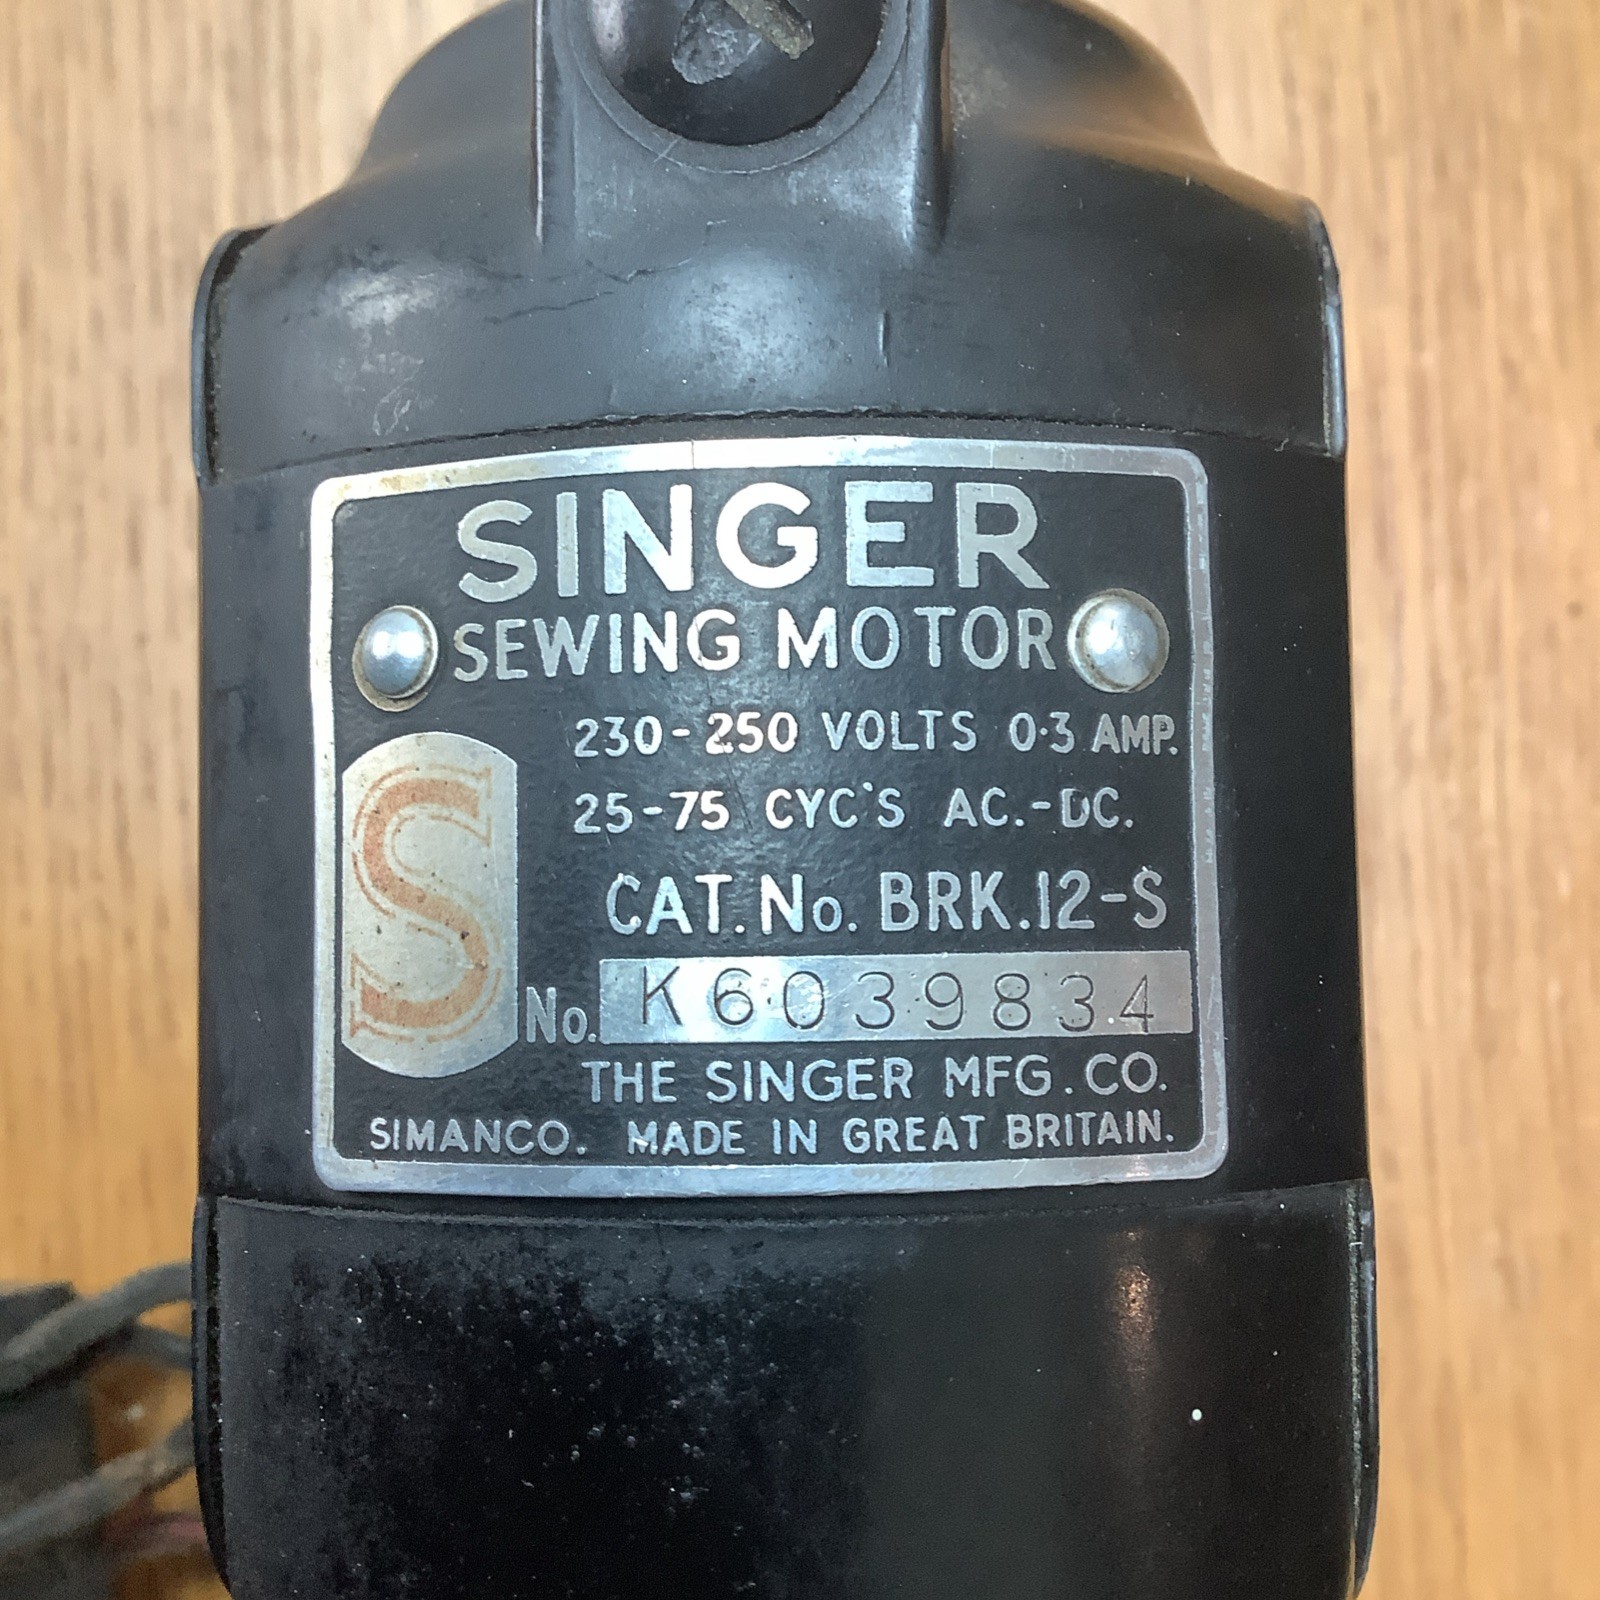 SINGER
SEWING MOTOR
230-250 VOLTS 0·3 AMP.
25-75 CYC'S AC.-DC.
S
CAT. No. BRK.12-S
No. K6039834
THE SINGER MFG. CO.
SIMANCO. MADE IN GREAT BRITAIN.